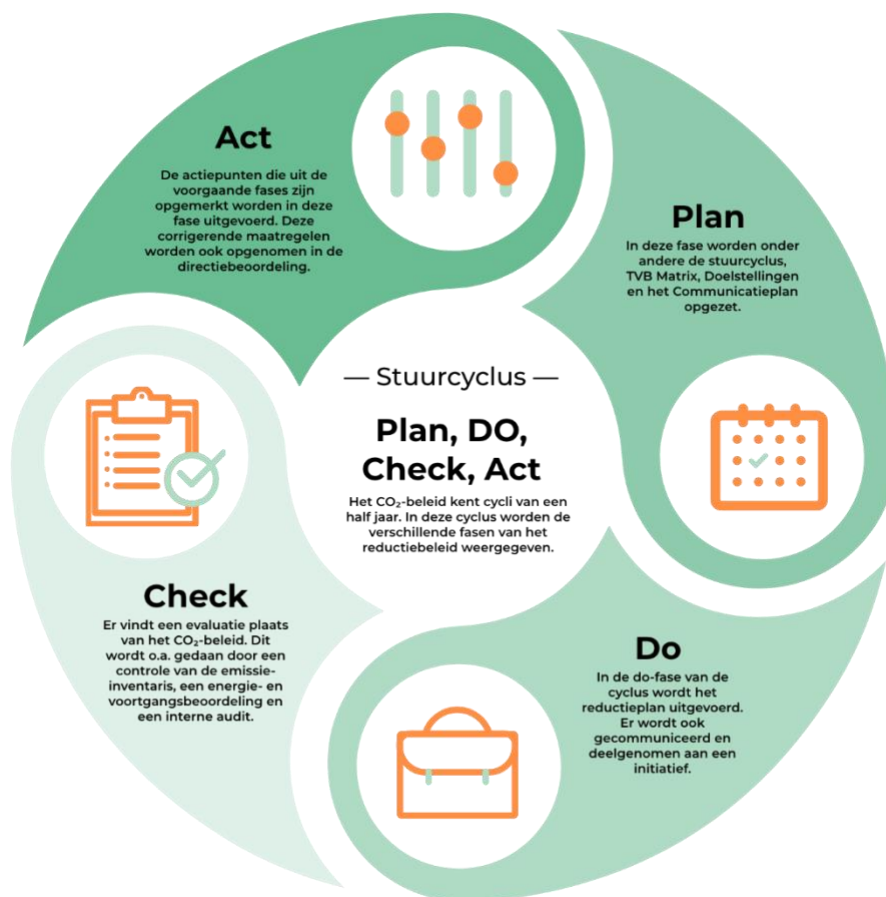 Act
De actiepunten die uit de
voorgaande fases zijn
opgemerkt worden in deze
fase uitgevoerd. Deze
corrigerende maatregelen
worden ook opgenomen in de
directiebeoordeling.
Plan
In deze fase worden onder
andere de stuurcyclus,
TVB Matrix, Doelstellingen
en het Communicatieplan
opgezet.
— Stuurcyclus —
Plan, DO,
Check, Act
Het CO₂-beleid kent cycli van een
half jaar. In deze cyclus worden de
verschillende fasen van het
reductiebeleid weergegeven.
Check
Er vindt een evaluatie plaats
van het CO₂-beleid. Dit
wordt o.a. gedaan door een
controle van de emissie-
inventaris, een energie- en
voortgangsbeoordeling en
een interne audit.
Do
In de do-fase van de
cyclus wordt het
reductieplan uitgevoerd.
Er wordt ook
gecommuniceerd en
deelgenomen aan een
initiatief.